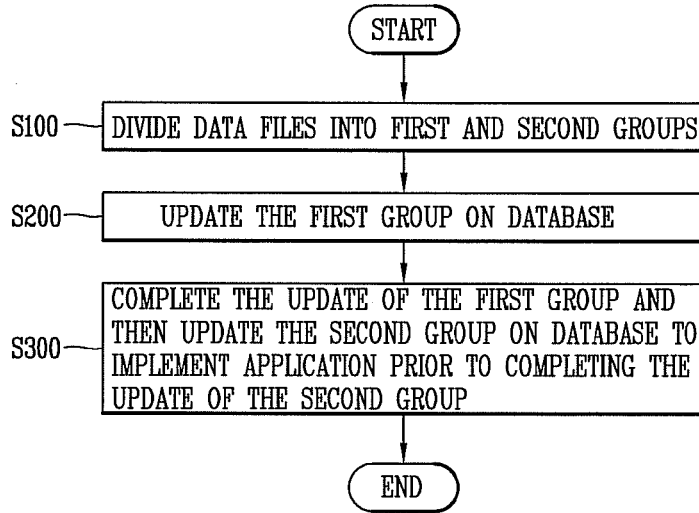 START
S100 DIVIDE DATA FILES INTO FIRST AND SECOND GROUPS
S200 UPDATE THE FIRST GROUP ON DATABASE
S300
COMPLETE THE UPDATE OF THE FIRST GROUP AND
THEN UPDATE THE SECOND GROUP ON DATABASE TO
IMPLEMENT APPLICATION PRIOR TO COMPLETING THE
UPDATE OF THE SECOND GROUP
END